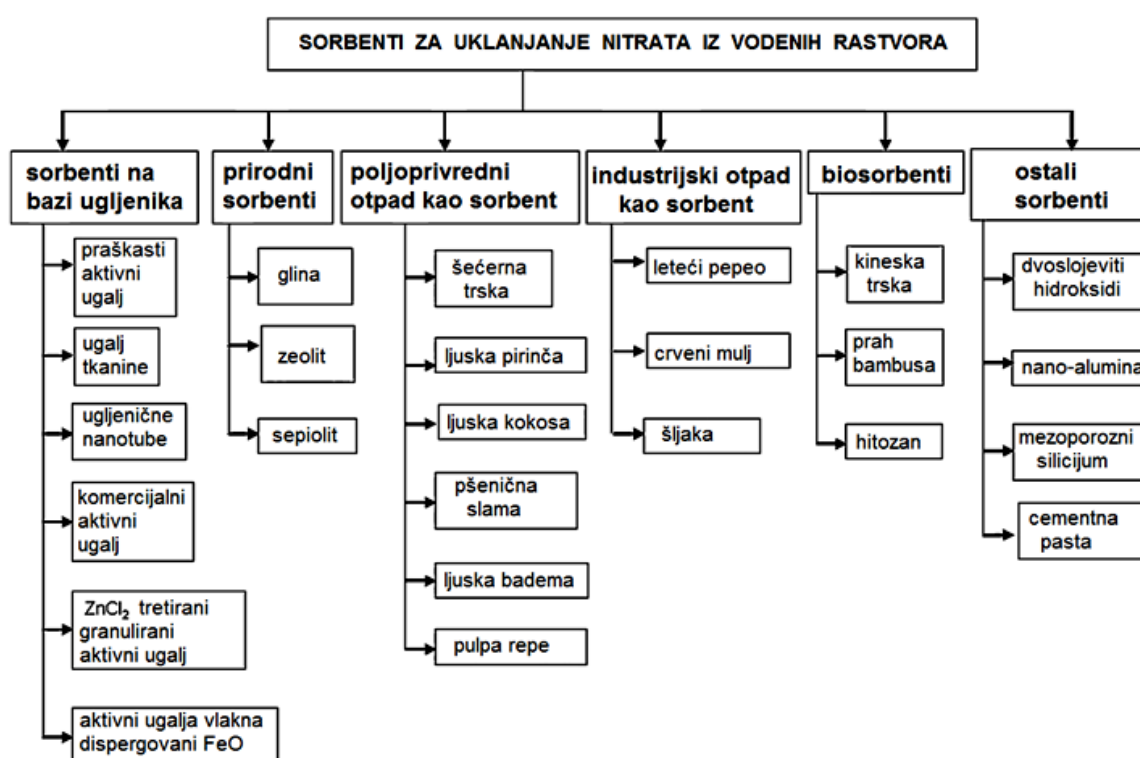 SORBENTI ZA UKLANJANJE NITRATA IZ VODENIH RASTVORA
sorbenti na
bazi ugljenika
praškasti
aktivni
ugalj
ugalj
tkanine
ugljenične
nanotube
komercijalni
aktivni
ugalj
ZnCl₂ tretirani
granulirani
aktivni ugalj
aktivni ugalja vlakna
dispergovani FeO
prirodni
sorbenti
glina
zeolit
sepiolit
poljoprivredni
otpad kao sorbent
šećerna
trska
ljuska pirinča
ljuska kokosa
pšenična
slama
ljuska badema
pulpa repe
industrijski otpad
kao sorbent
leteći pepeo
crveni mulj
šljaka
biosorbenti
kineska
trska
prah
bambusa
hitozan
ostali
sorbenti
dvoslojeviti
hidroksidi
nano-alumina
mezoporozni
silicijum
cementna
pasta